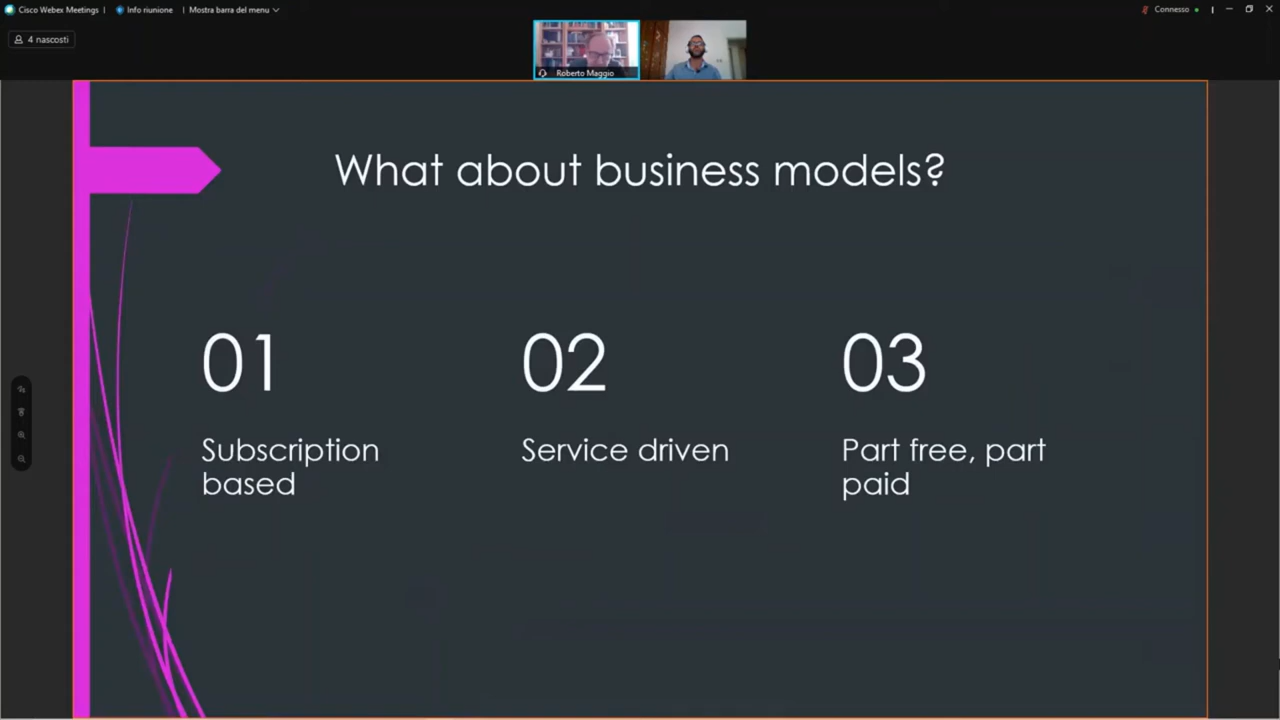 Cisco Webex Meetings
Info riunione
Mostra barra del menu
Connesso
4 nascosti
Roberto Maggio
What about business models?
01
Subscription
based
02
Service driven
03
Part free, part
paid